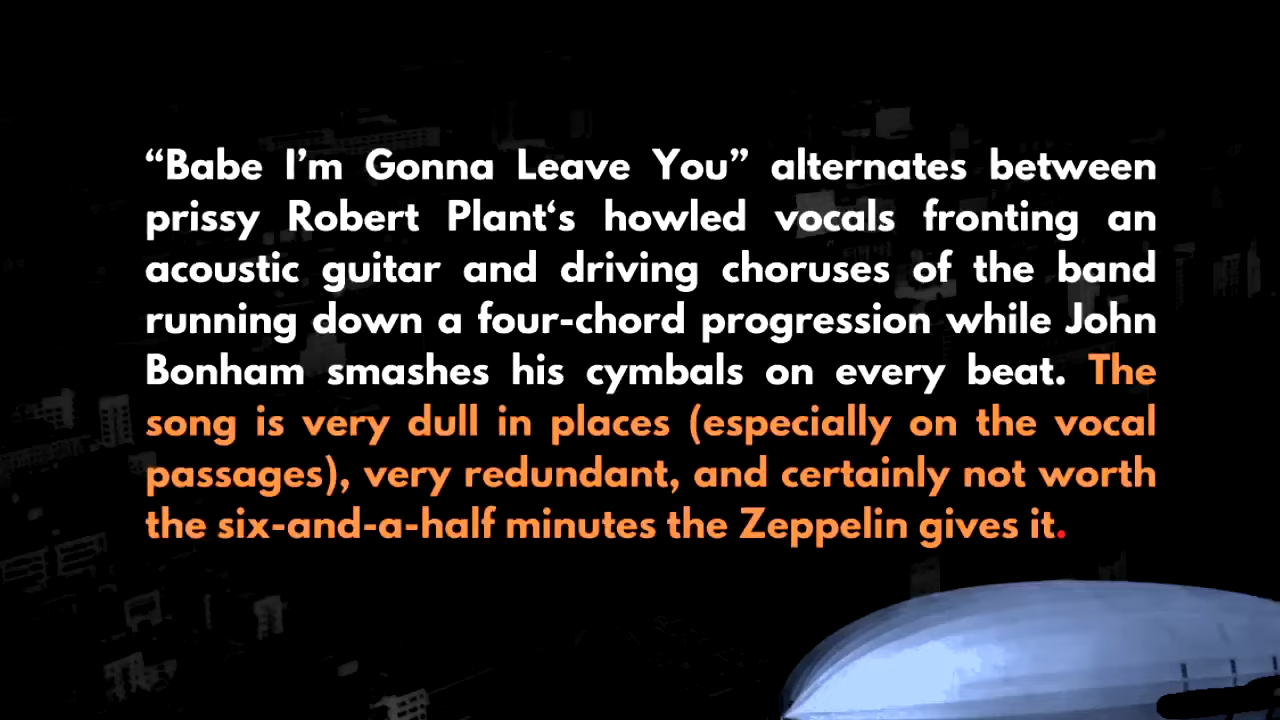 “Babe I’m Gonna Leave You” alternates between
prissy Robert Plant‘s howled vocals fronting an
acoustic guitar and driving choruses of the band
running down a four-chord progression while John
Bonham smashes his cymbals on every beat. The
song is very dull in places (especially on the vocal
passages), very redundant, and certainly not worth
the six-and-a-half minutes the Zeppelin gives it.